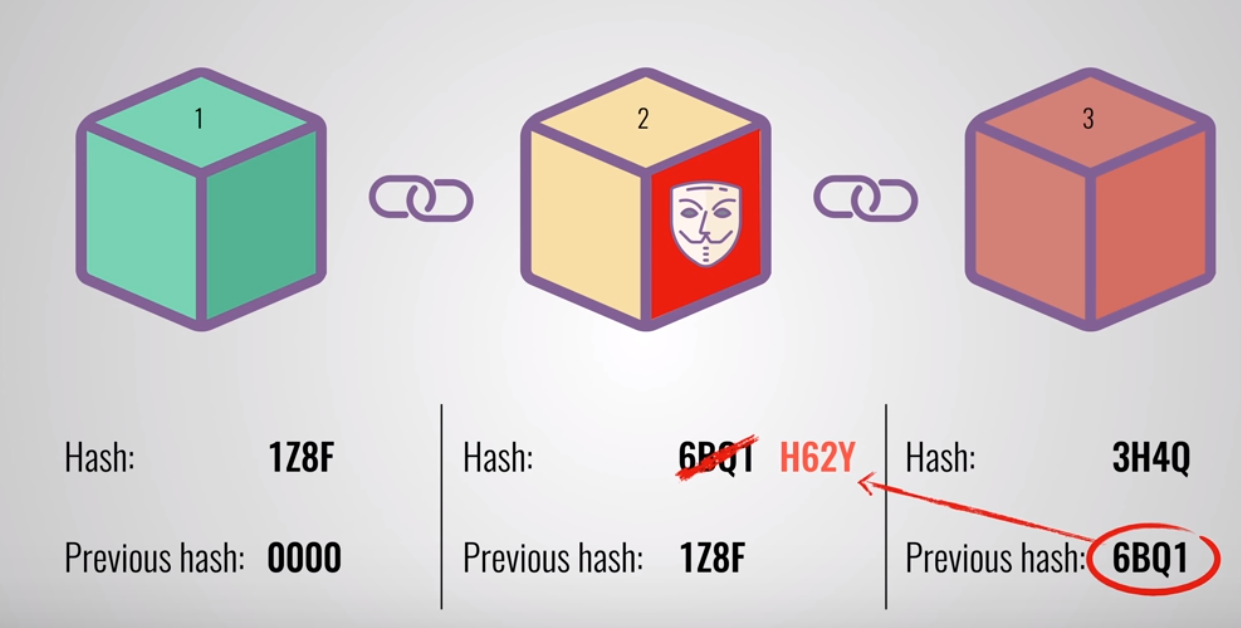 1
2
3
Hash: 1Z8F
Previous hash: 0000
Hash: 6BQ1 H62Y
Previous hash: 1Z8F
Hash: 3H4Q
Previous hash: 6BQ1